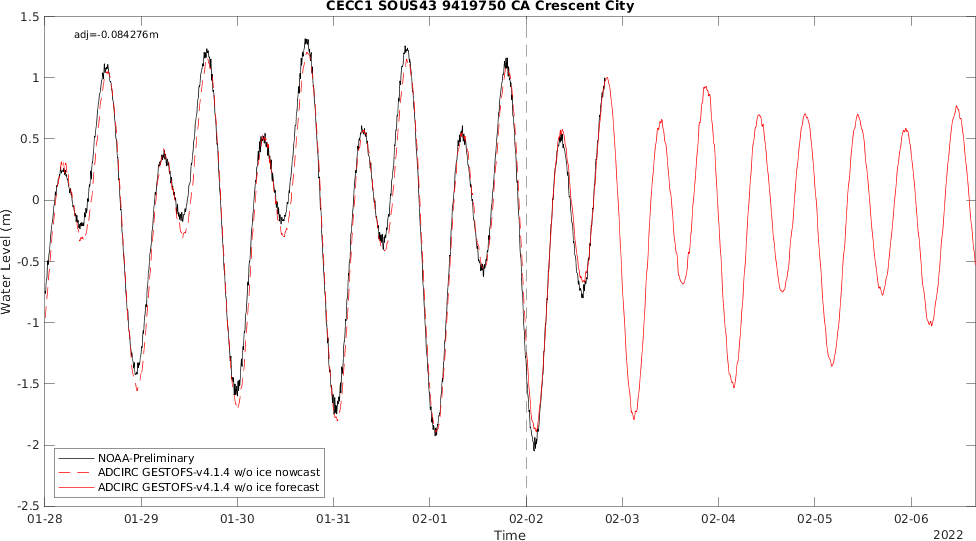 CECC1 SOUS43 9419750 CA Crescent City
adj=-0.084276m
1.5
1
0.5
0
-0.5
-1
-1.5
-2
-2.5
Water Level (m)
NOAA-Preliminary
ADCIRC GESTOFS-v4.1.4 w/o ice nowcast
ADCIRC GESTOFS-v4.1.4 w/o ice forecast
01-28 01-29 01-30 01-31 02-01 02-02 02-03 02-04 02-05 02-06
Time
2022